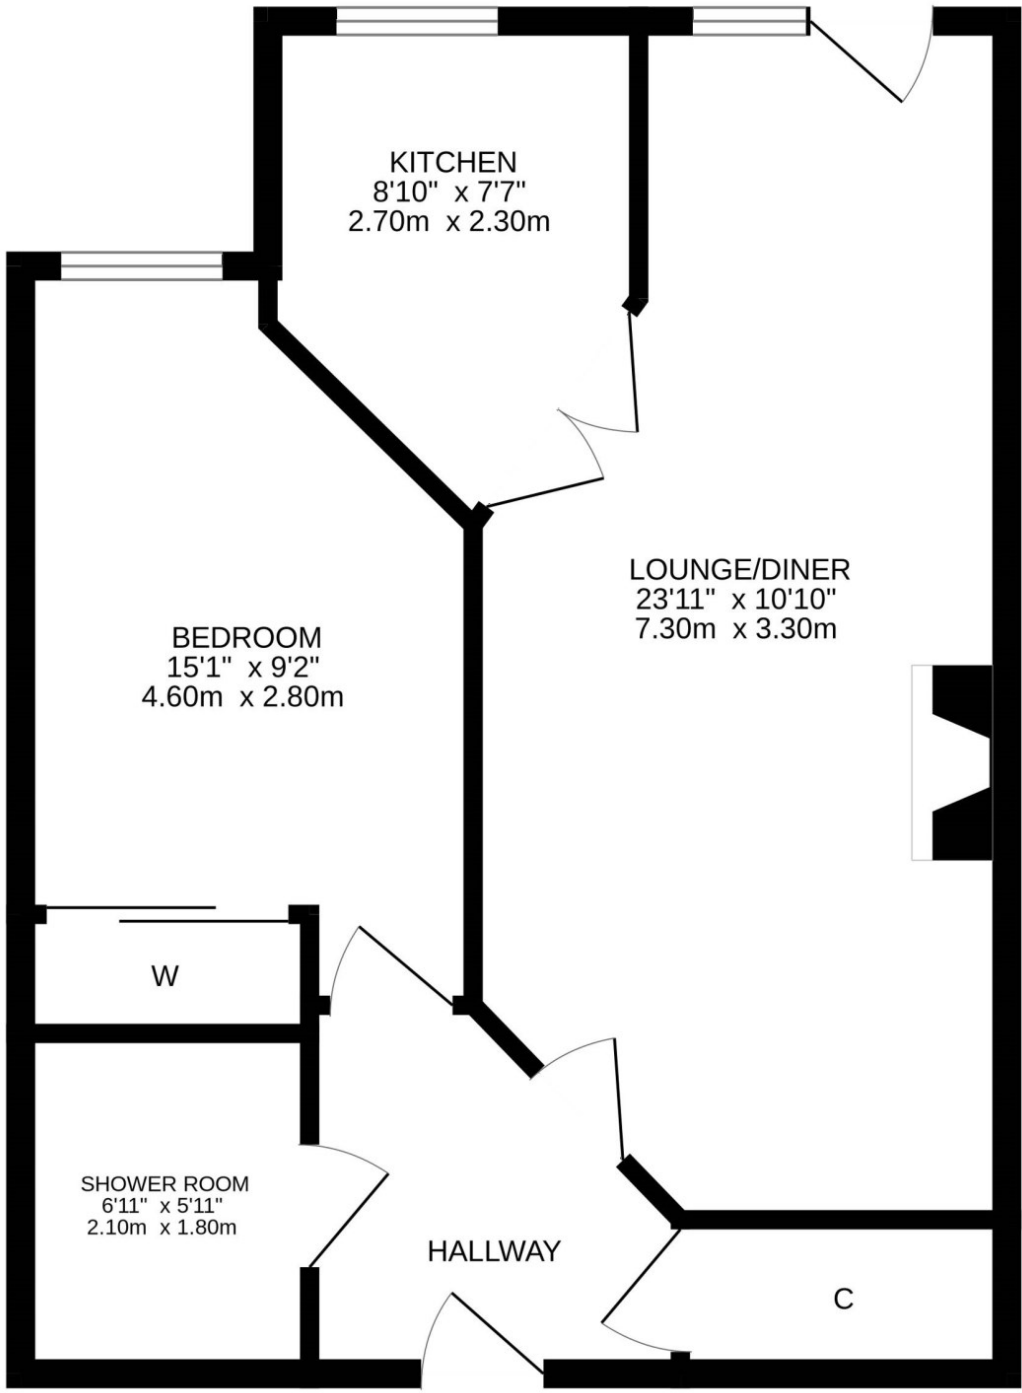 KITCHEN
8'10" x 7'7"
2.70m x 2.30m
LOUNGE/DINER
23'11" x 10'10"
7.30m x 3.30m
BEDROOM
15'1" x 9'2"
4.60m x 2.80m
W
SHOWER ROOM
6'11" x 5'11"
2.10m x 1.80m
HALLWAY
C